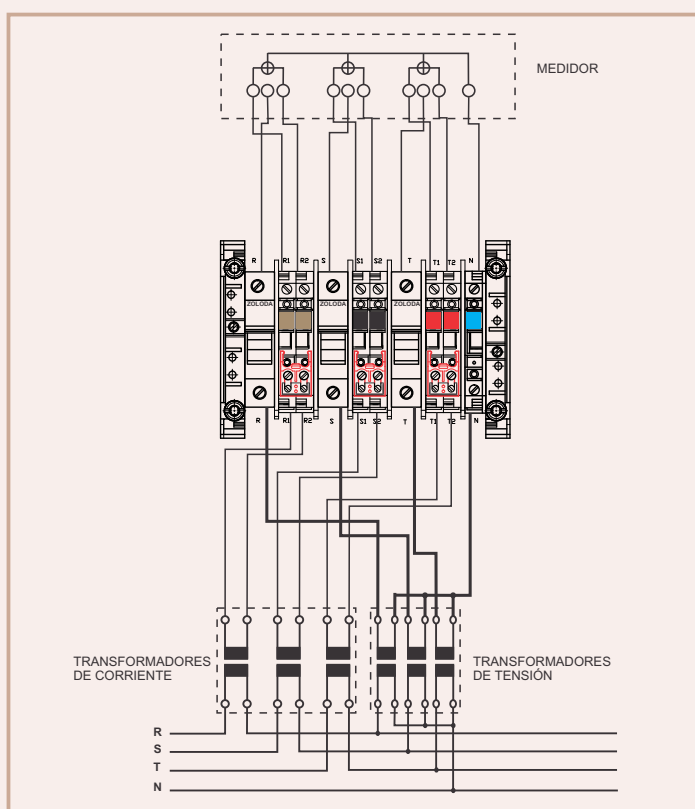 MEDIDOR
R R1 R2 S S1 S2 T T1 T2 N
ZOLODA ZOLODA ZOLODA
R R1 R2 S S1 S2 T T1 T2 N
TRANSFORMADORES
DE CORRIENTE
TRANSFORMADORES
DE TENSIÓN
R
S
T
N